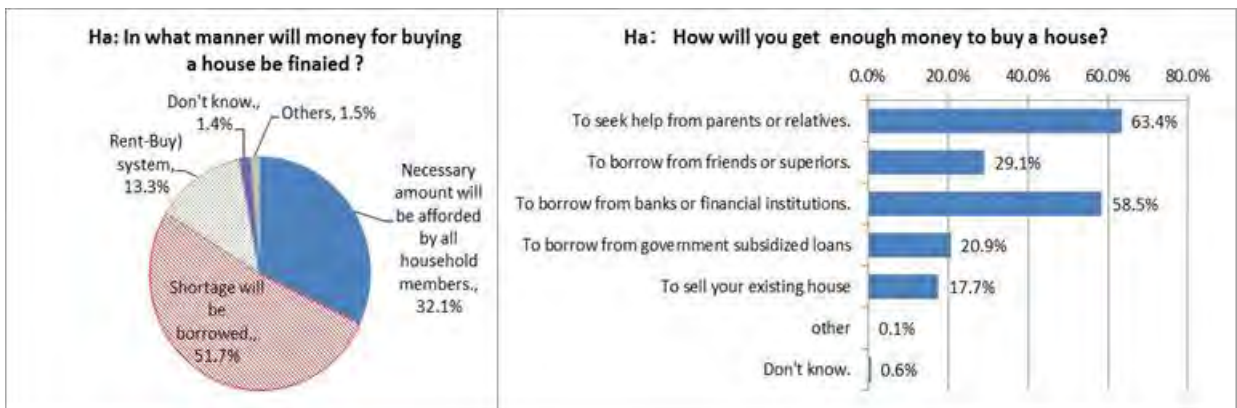 Ha: In what manner will money for buying
a house be finaied ?
Don't know.,
1.4%
Others, 1.5%
Rent-Buy)
system,
13.3%
Necessary
amount will
be afforded
by all
household
members.,
32.1%
Shortage will
be
borrowed.,
51.7%
Ha: How will you get enough money to buy a house?
0.0% 20.0% 40.0% 60.0% 80.0%
To seek help from parents or relatives. 63.4%
To borrow from friends or superiors. 29.1%
To borrow from banks or financial institutions. 58.5%
To borrow from government subsidized loans 20.9%
To sell your existing house 17.7%
other 0.1%
Don't know. 0.6%